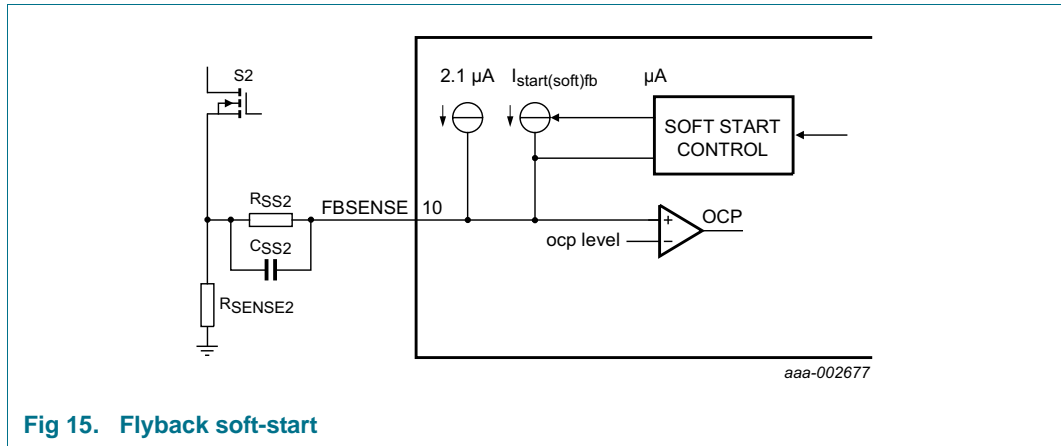 S2
2.1 μA
Istart(soft)fb
μA
SOFT START
CONTROL
RSS2
FBSENSE
10
CSS2
ocp level
+
−
OCP
RSENSE2
aaa-002677
Fig 15. Flyback soft-start